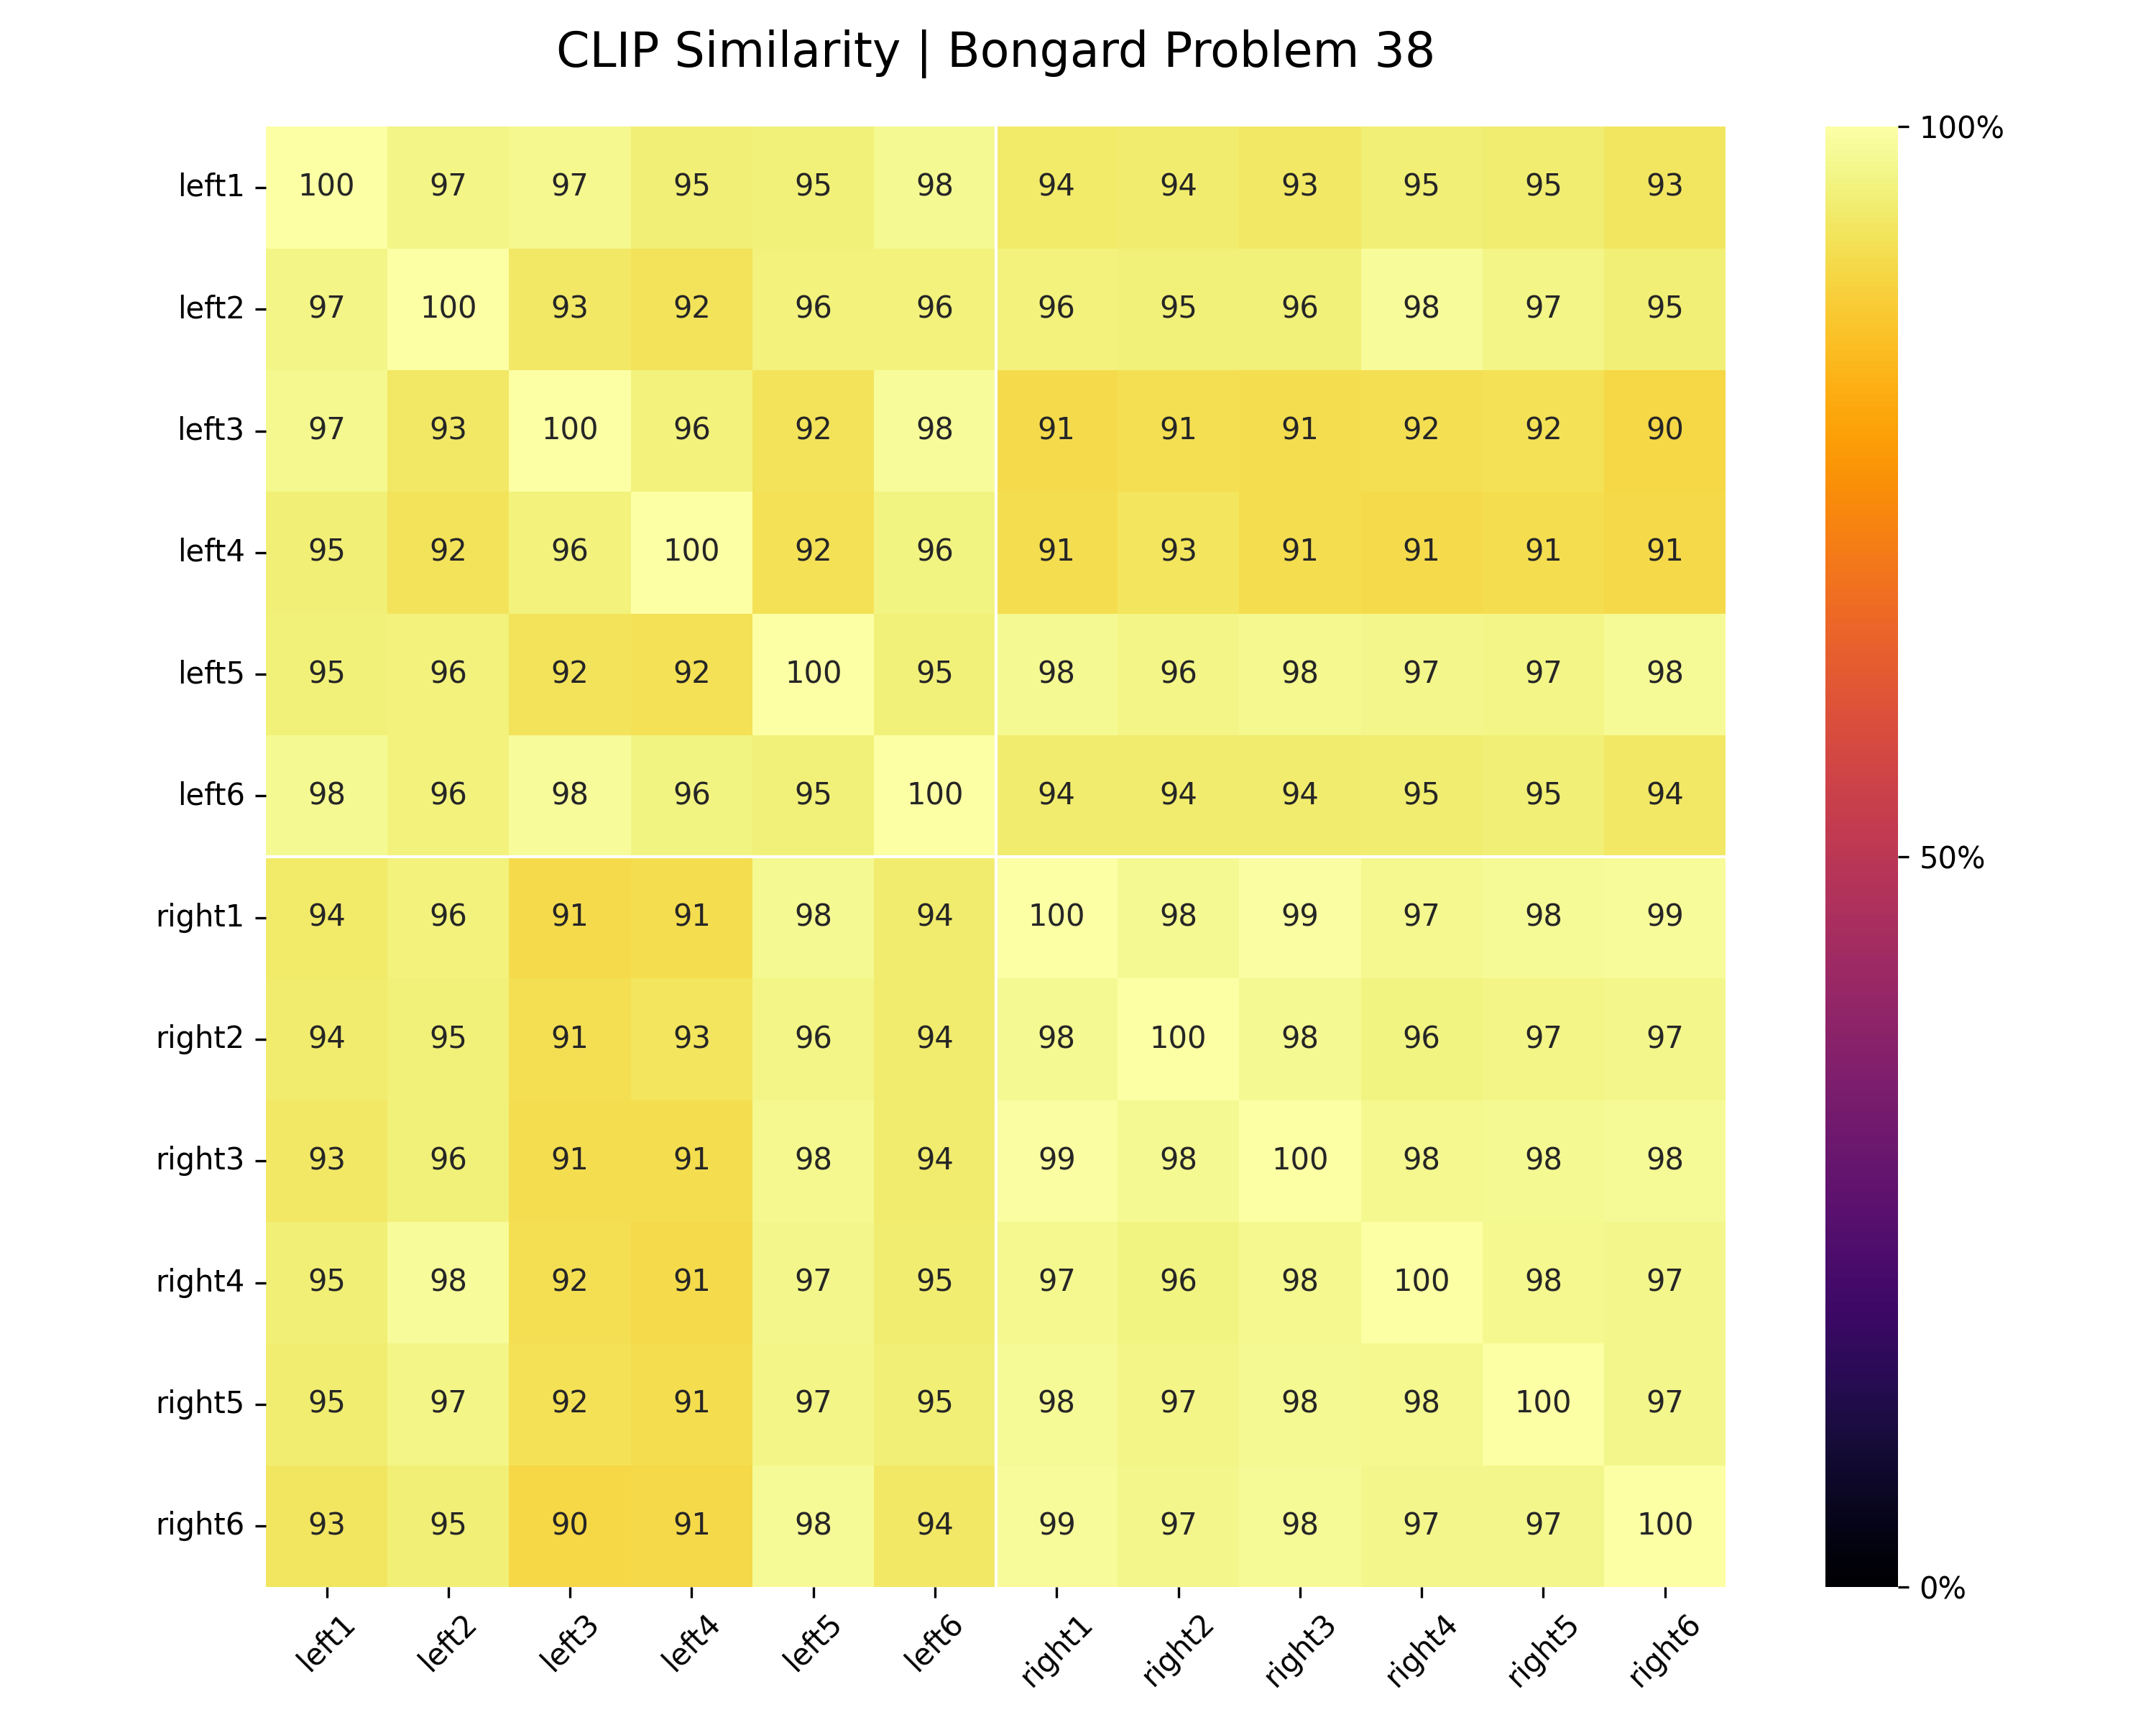 CLIP Similarity | Bongard Problem 38
left1 100 97 97 95 95 98 94 94 93 95 95 93
left2 97 100 93 92 96 96 96 95 96 98 97 95
left3 97 93 100 96 92 98 91 91 91 92 92 90
left4 95 92 96 100 92 96 91 93 91 91 91 91
left5 95 96 92 92 100 95 98 96 98 97 97 98
left6 98 96 98 96 95 100 94 94 94 95 95 94
right1 94 96 91 91 98 94 100 98 99 97 98 99
right2 94 95 91 93 96 94 98 100 98 96 97 97
right3 93 96 91 91 98 94 99 98 100 98 98 98
right4 95 98 92 91 97 95 97 96 98 100 98 97
right5 95 97 92 91 97 95 98 97 98 98 100 97
right6 93 95 90 91 98 94 99 97 98 97 97 100
left1 left2 left3 left4 left5 left6 right1 right2 right3 right4 right5 right6
100%
50%
0%